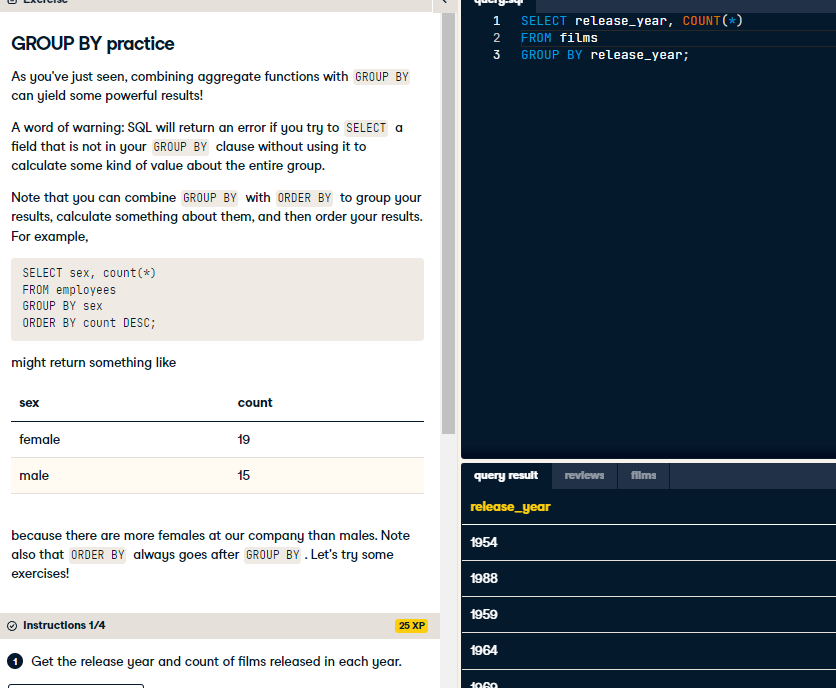 Exercise
GROUP BY practice
As you've just seen, combining aggregate functions with GROUP BY
can yield some powerful results!
A word of warning: SQL will return an error if you try to SELECT a
field that is not in your GROUP BY clause without using it to
calculate some kind of value about the entire group.
Note that you can combine GROUP BY with ORDER BY to group your
results, calculate something about them, and then order your results.
For example,
SELECT sex, count(*)
FROM employees
GROUP BY sex
ORDER BY count DESC;
might return something like
sex count
female 19
male 15
because there are more females at our company than males. Note
also that ORDER BY always goes after GROUP BY . Let's try some
exercises!
Instructions 1/4 25 XP
1 Get the release year and count of films released in each year.
query.sql
1 SELECT release_year, COUNT(*)
2 FROM films
3 GROUP BY release_year;
query result reviews films
release_year
1954
1988
1959
1964
1969